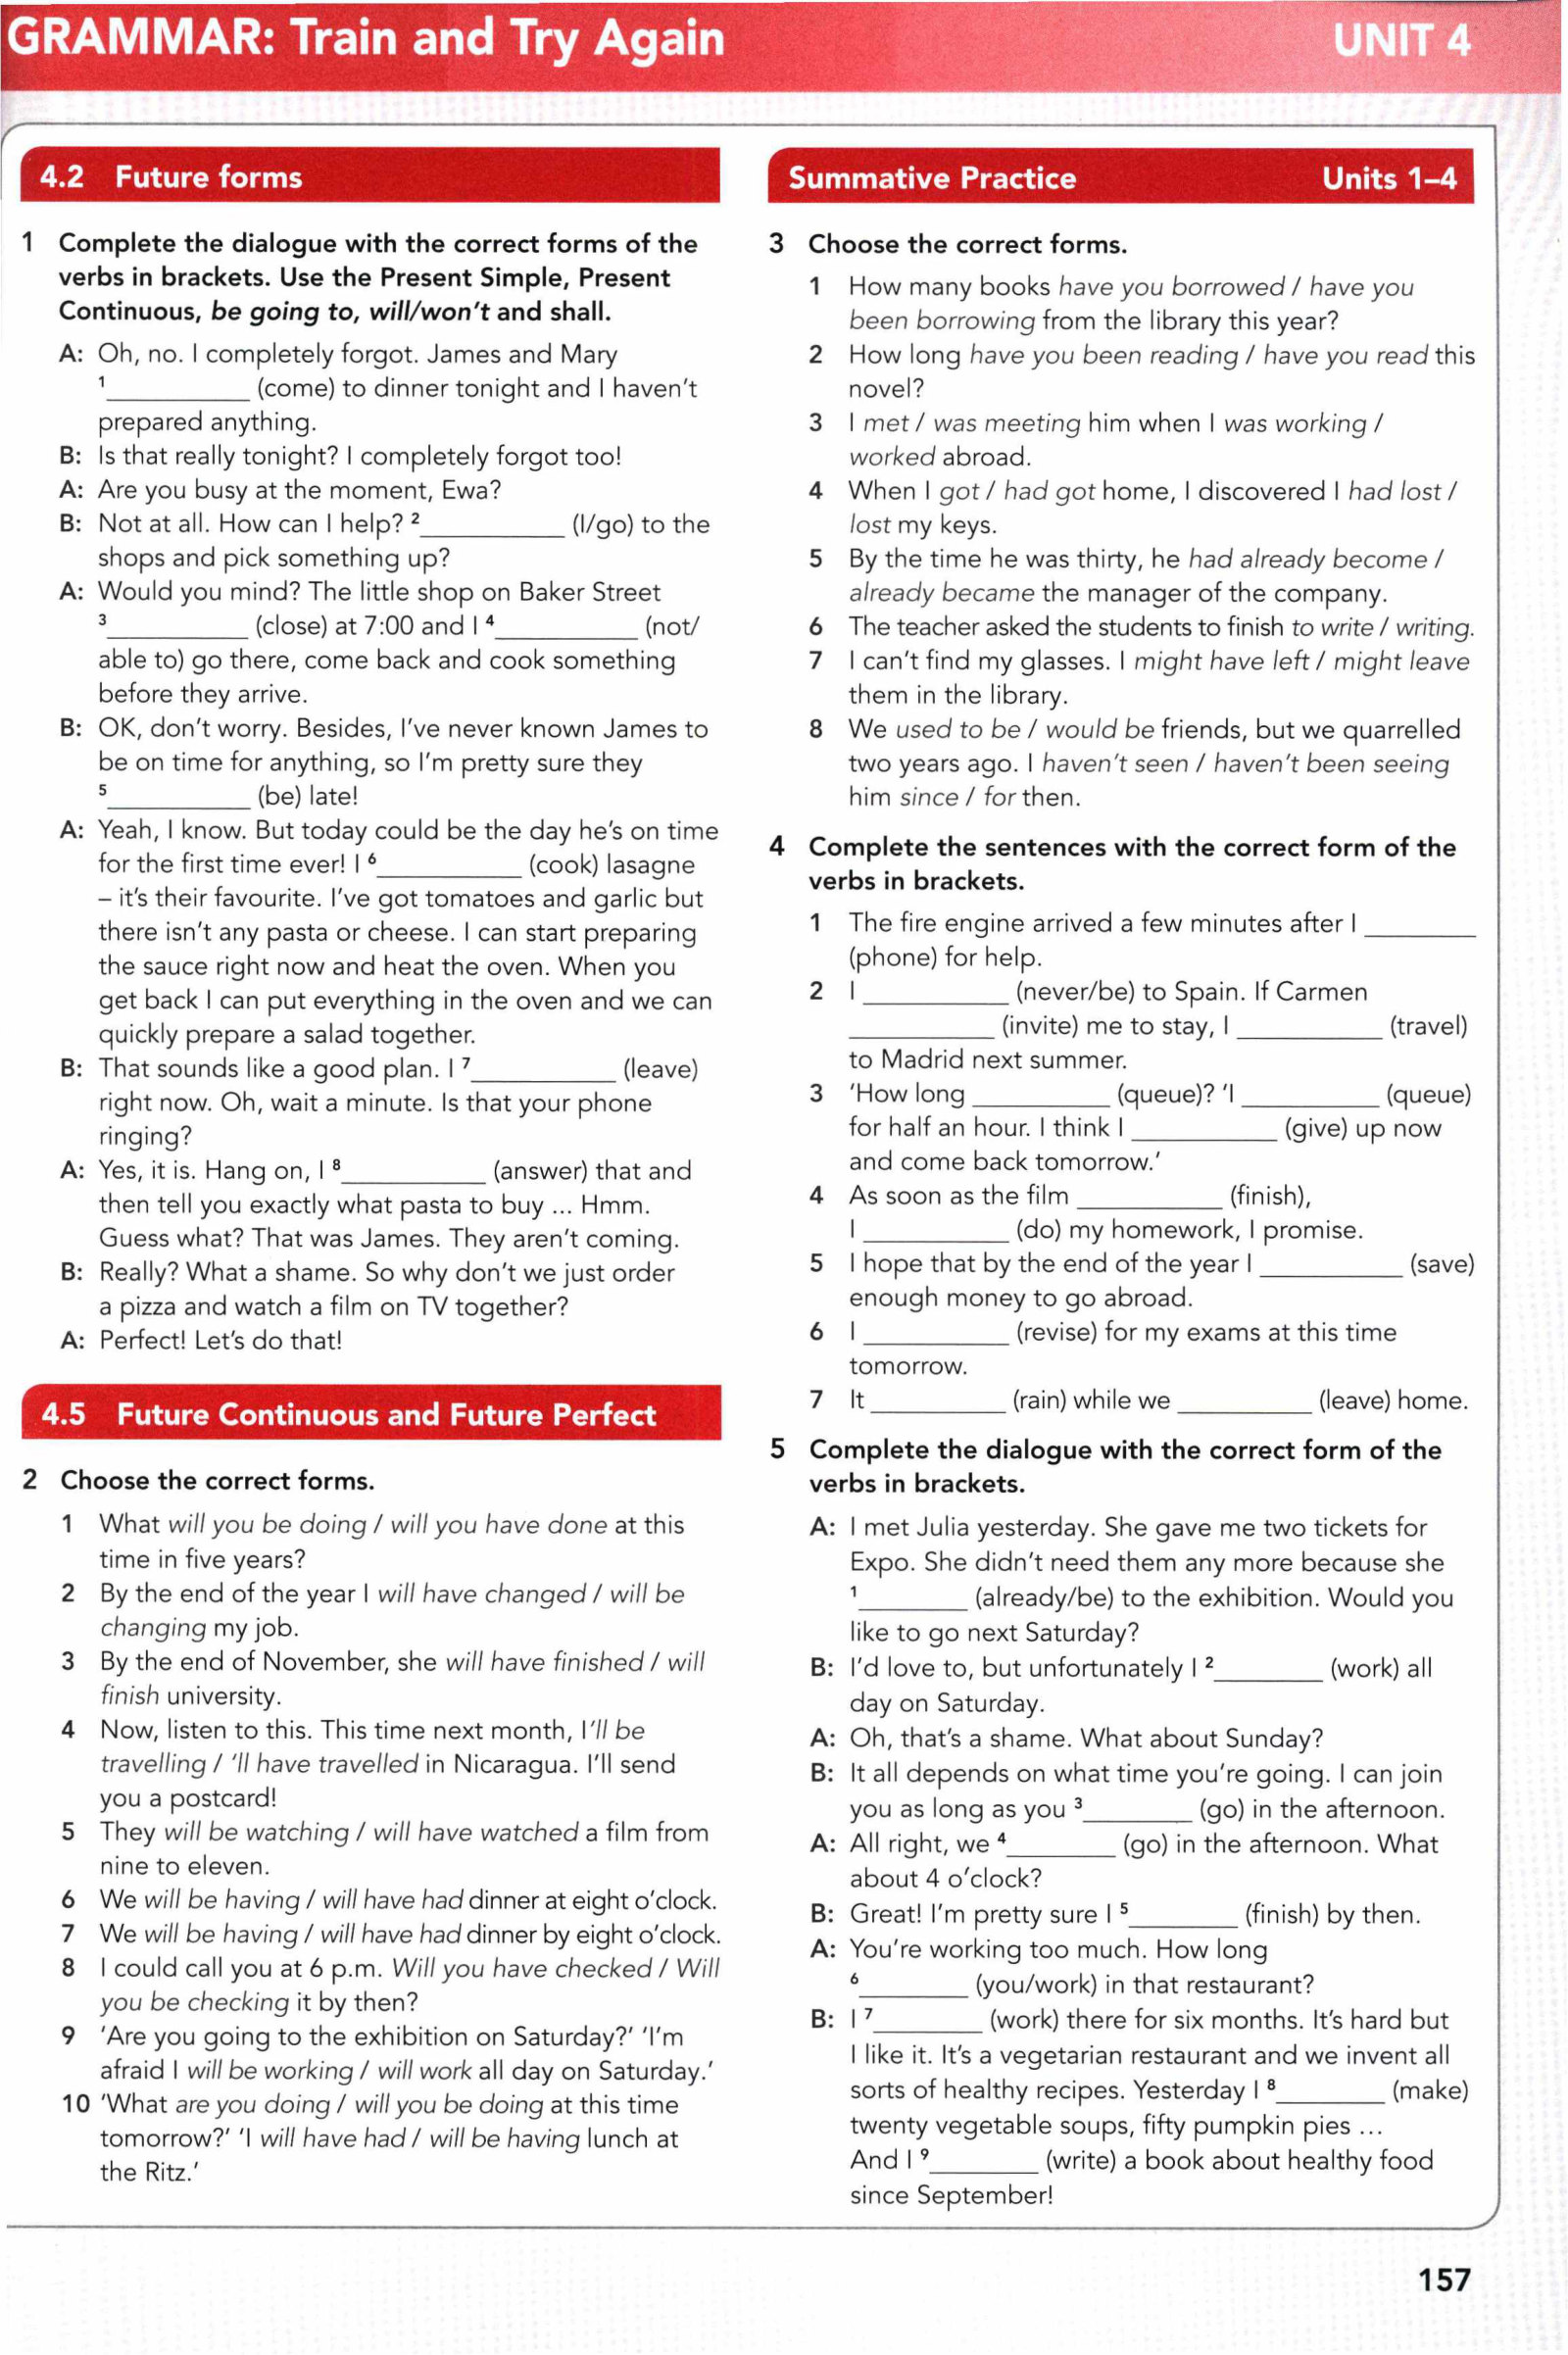 GRAMMAR: Train and Try Again
UNIT 4
4.2 Future forms
1 Complete the dialogue with the correct forms of the
verbs in brackets. Use the Present Simple, Present
Continuous, be going to, will/won't and shall.
A: Oh, no. I completely forgot. James and Mary
1__________ (come) to dinner tonight and I haven't
prepared anything.
B: Is that really tonight? I completely forgot too!
A: Are you busy at the moment, Ewa?
B: Not at all. How can I help? 2__________ (I/go) to the
shops and pick something up?
A: Would you mind? The little shop on Baker Street
3__________ (close) at 7:00 and I 4__________ (not/
able to) go there, come back and cook something
before they arrive.
B: OK, don't worry. Besides, I've never known James to
be on time for anything, so I'm pretty sure they
5__________ (be) late!
A: Yeah, I know. But today could be the day he's on time
for the first time ever! I 6__________ (cook) lasagne
– it's their favourite. I've got tomatoes and garlic but
there isn't any pasta or cheese. I can start preparing
the sauce right now and heat the oven. When you
get back I can put everything in the oven and we can
quickly prepare a salad together.
B: That sounds like a good plan. I 7__________ (leave)
right now. Oh, wait a minute. Is that your phone
ringing?
A: Yes, it is. Hang on, I 8__________ (answer) that and
then tell you exactly what pasta to buy ... Hmm.
Guess what? That was James. They aren't coming.
B: Really? What a shame. So why don't we just order
a pizza and watch a film on TV together?
A: Perfect! Let's do that!
4.5 Future Continuous and Future Perfect
2 Choose the correct forms.
1 What will you be doing / will you have done at this
time in five years?
2 By the end of the year I will have changed / will be
changing my job.
3 By the end of November, she will have finished / will
finish university.
4 Now, listen to this. This time next month, I'll be
travelling / 'll have travelled in Nicaragua. I'll send
you a postcard!
5 They will be watching / will have watched a film from
nine to eleven.
6 We will be having / will have had dinner at eight o'clock.
7 We will be having / will have had dinner by eight o'clock.
8 I could call you at 6 p.m. Will you have checked / Will
you be checking it by then?
9 'Are you going to the exhibition on Saturday?' 'I'm
afraid I will be working / will work all day on Saturday.'
10 'What are you doing / will you be doing at this time
tomorrow?' 'I will have had / will be having lunch at
the Ritz.'
Summative Practice Units 1–4
3 Choose the correct forms.
1 How many books have you borrowed / have you
been borrowing from the library this year?
2 How long have you been reading / have you read this
novel?
3 I met / was meeting him when I was working /
worked abroad.
4 When I got / had got home, I discovered I had lost /
lost my keys.
5 By the time he was thirty, he had already become /
already became the manager of the company.
6 The teacher asked the students to finish to write / writing.
7 I can't find my glasses. I might have left / might leave
them in the library.
8 We used to be / would be friends, but we quarrelled
two years ago. I haven't seen / haven't been seeing
him since / for then.
4 Complete the sentences with the correct form of the
verbs in brackets.
1 The fire engine arrived a few minutes after I ________
(phone) for help.
2 I __________ (never/be) to Spain. If Carmen
__________ (invite) me to stay, I __________ (travel)
to Madrid next summer.
3 'How long __________ (queue)? 'I __________ (queue)
for half an hour. I think I __________ (give) up now
and come back tomorrow.'
4 As soon as the film __________ (finish),
I __________ (do) my homework, I promise.
5 I hope that by the end of the year I __________ (save)
enough money to go abroad.
6 I __________ (revise) for my exams at this time
tomorrow.
7 It __________ (rain) while we __________ (leave) home.
5 Complete the dialogue with the correct form of the
verbs in brackets.
A: I met Julia yesterday. She gave me two tickets for
Expo. She didn't need them any more because she
1________ (already/be) to the exhibition. Would you
like to go next Saturday?
B: I'd love to, but unfortunately I 2________ (work) all
day on Saturday.
A: Oh, that's a shame. What about Sunday?
B: It all depends on what time you're going. I can join
you as long as you 3________ (go) in the afternoon.
A: All right, we 4________ (go) in the afternoon. What
about 4 o'clock?
B: Great! I'm pretty sure I 5________ (finish) by then.
A: You're working too much. How long
6________ (you/work) in that restaurant?
B: I 7________ (work) there for six months. It's hard but
I like it. It's a vegetarian restaurant and we invent all
sorts of healthy recipes. Yesterday I 8________ (make)
twenty vegetable soups, fifty pumpkin pies ...
And I 9________ (write) a book about healthy food
since September!
157